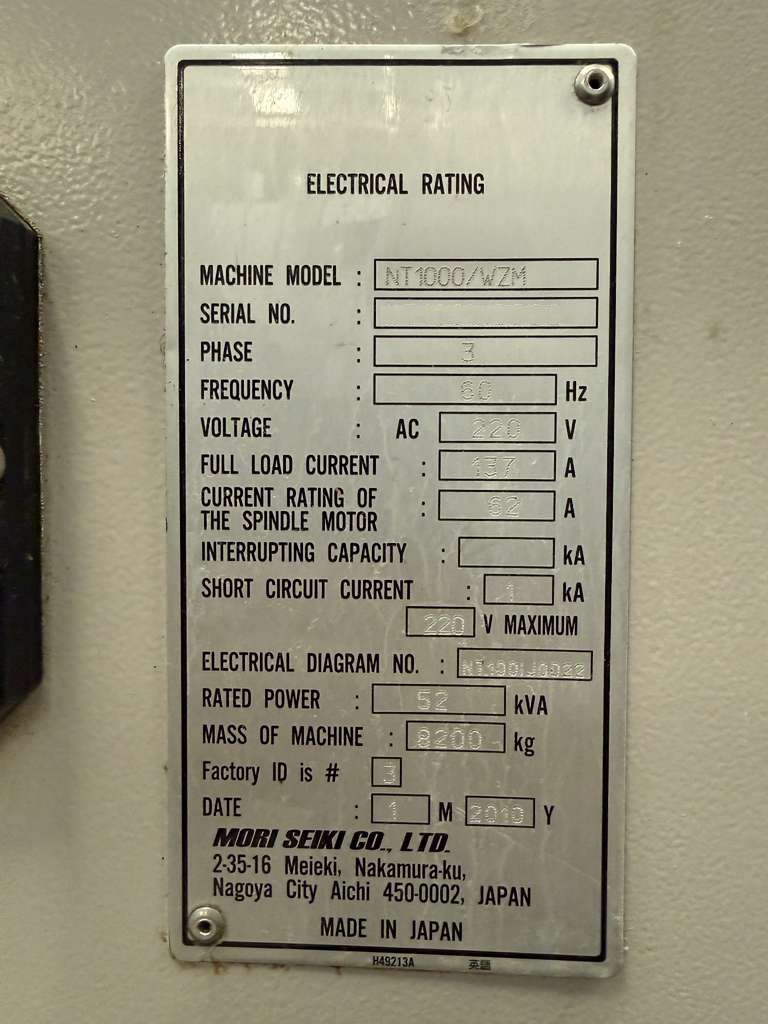 ELECTRICAL RATING
MACHINE MODEL : NT1000/WZM
SERIAL NO. :
PHASE : 3
FREQUENCY : 60 Hz
VOLTAGE : AC 220 V
FULL LOAD CURRENT : 137 A
CURRENT RATING OF
THE SPINDLE MOTOR : 62 A
INTERRUPTING CAPACITY : kA
SHORT CIRCUIT CURRENT : 1 kA
220 V MAXIMUM
ELECTRICAL DIAGRAM NO. :
RATED POWER : 52 kVA
MASS OF MACHINE : 8200 kg
Factory ID is # 3
DATE : 1 M 2010 Y
MORI SEIKI CO., LTD.
2-35-16 Meieki, Nakamura-ku,
Nagoya City Aichi 450-0002, JAPAN
MADE IN JAPAN
H49213A 英語